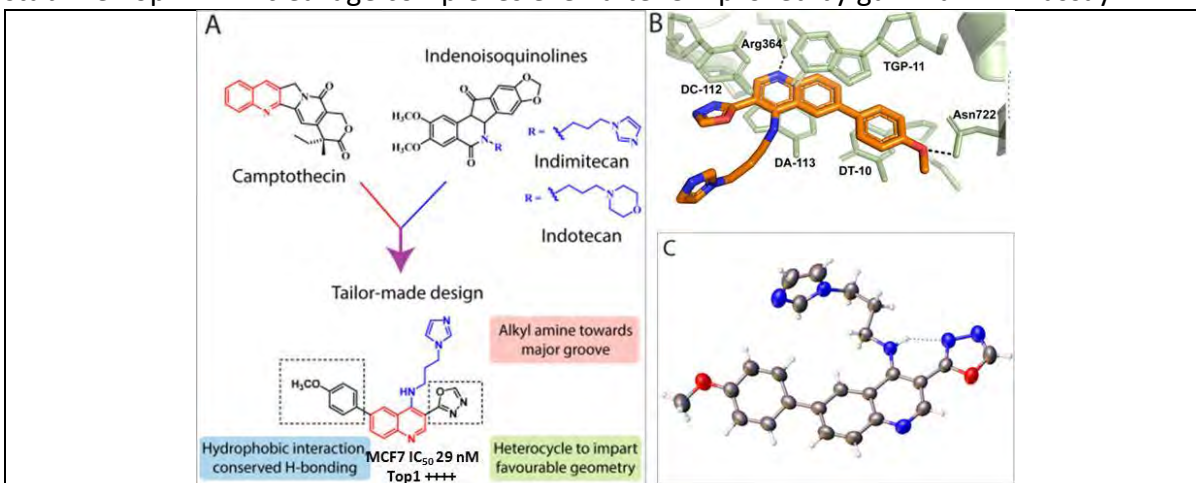 A
Indenoisoquinolines
Camptothecin
O
N
N
O
O
OH
O
O
O
O
H₃CO
H₃CO
N
R
O
R =
N
N
Indimitecan
R =
N
O
Indotecan
Tailor-made design
Alkyl amine towards
major groove
N
N
HN
H₃CO
O
N
N
N
Hydrophobic interaction
conserved H-bonding
MCF7 IC₅₀ 29 nM
Top1 ++++
Heterocycle to impart
favourable geometry
B
Arg364
TGP-11
DC-112
Asn722
DA-113
DT-10
C